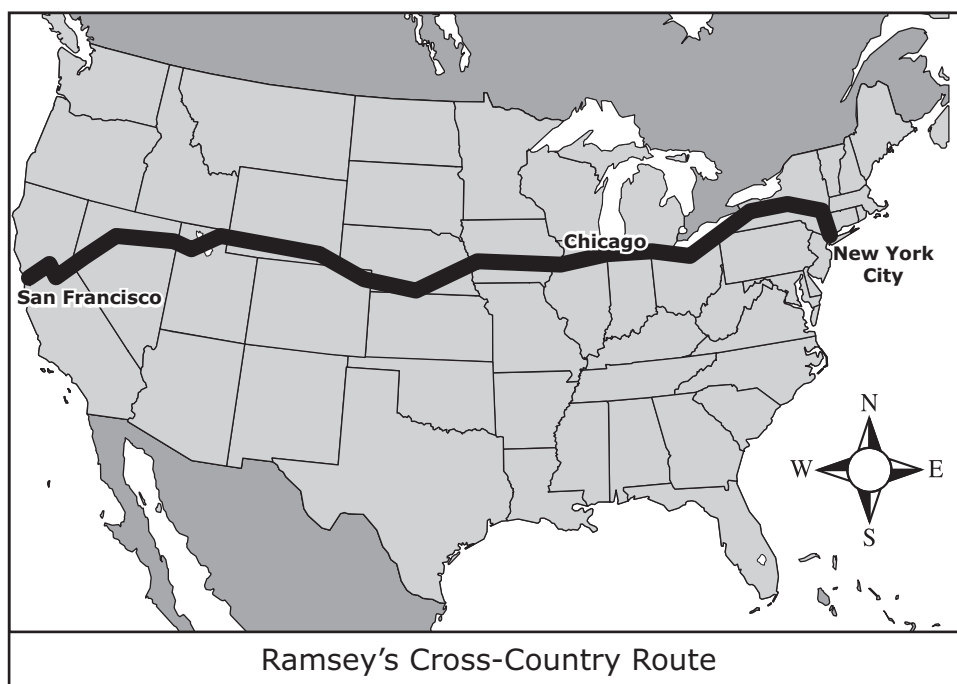 Chicago
San Francisco
New York
City
N
W
E
S
Ramsey’s Cross-Country Route